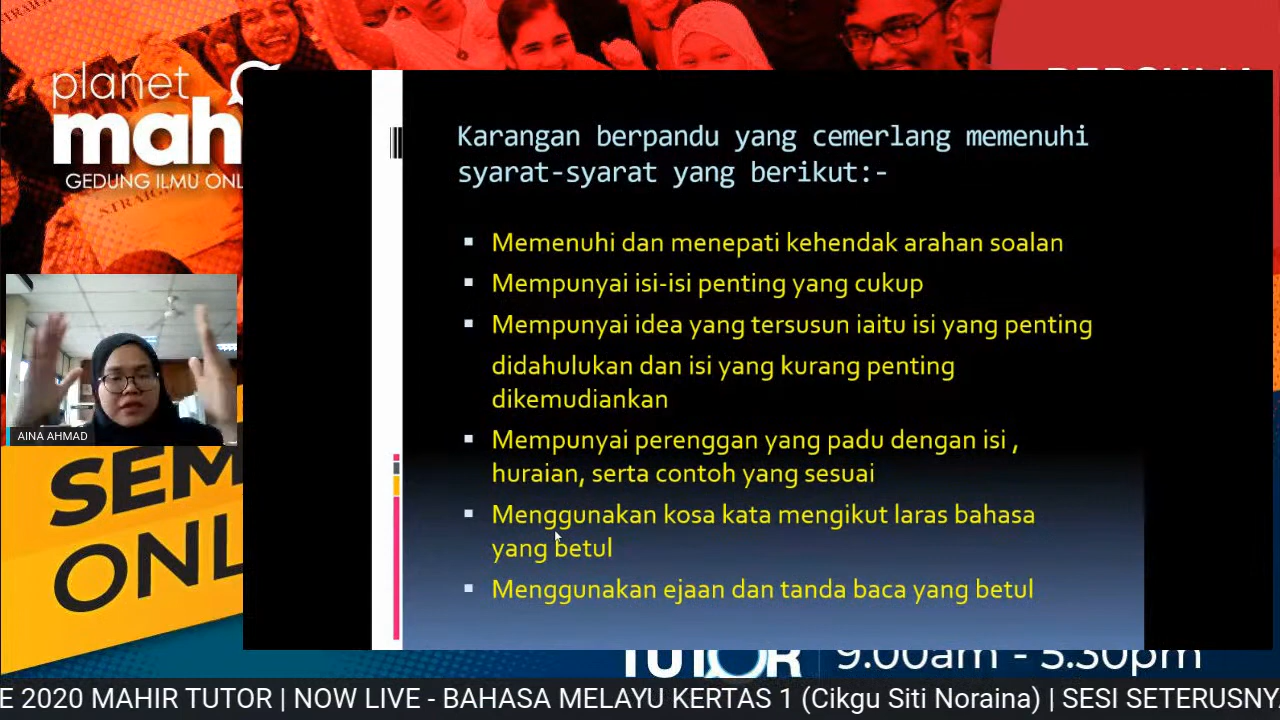 planet
mah
GEDUNG ILMU ONL
Karangan berpandu yang cemerlang memenuhi
syarat-syarat yang berikut:-
▪ Memenuhi dan menepati kehendak arahan soalan
▪ Mempunyai isi-isi penting yang cukup
▪ Mempunyai idea yang tersusun iaitu isi yang penting
didahulukan dan isi yang kurang penting
dikemudiankan
▪ Mempunyai perenggan yang padu dengan isi ,
huraian, serta contoh yang sesuai
▪ Menggunakan kosa kata mengikut laras bahasa
yang betul
▪ Menggunakan ejaan dan tanda baca yang betul
AINA AHMAD
SEM
ONL
TUTOR
9.00am - 5.30pm
E 2020 MAHIR TUTOR | NOW LIVE - BAHASA MELAYU KERTAS 1 (Cikgu Siti Noraina) | SESI SETERUSNY